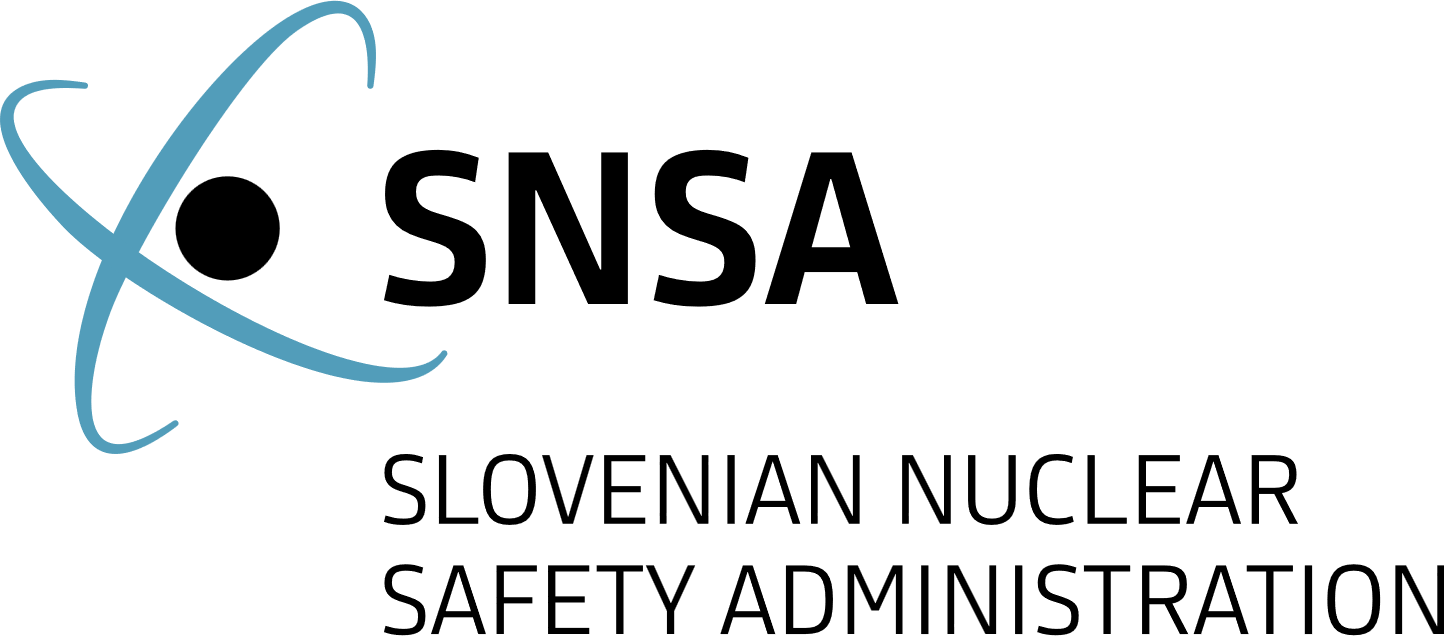 SNSA
SLOVENIAN NUCLEAR
SAFETY ADMINISTRATION